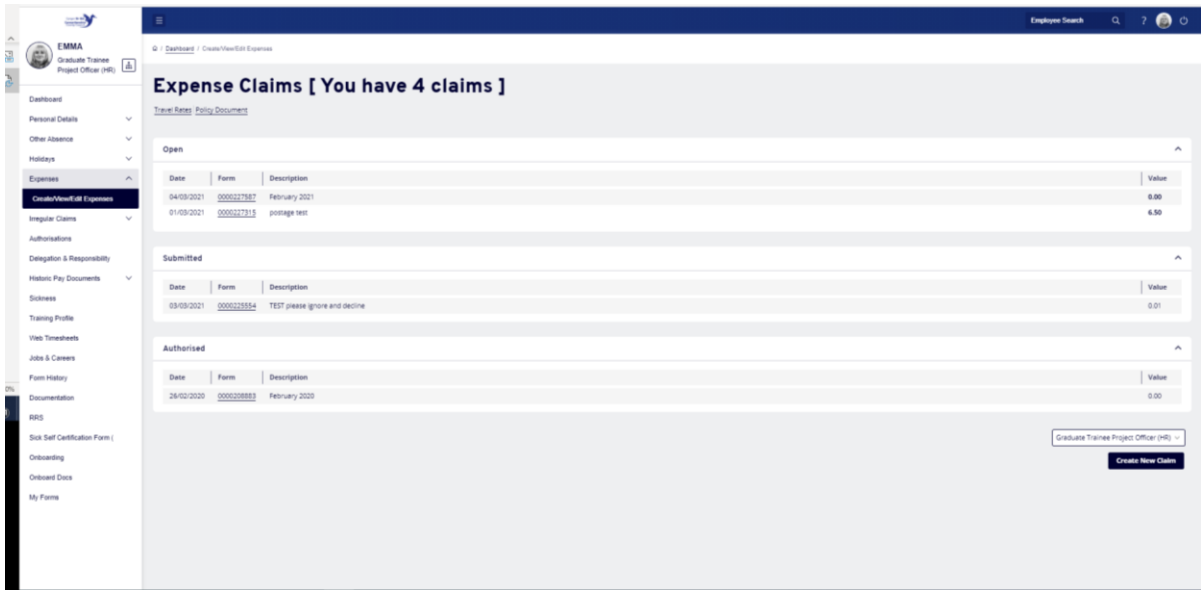 Employee Search ?
EMMA
Graduate Trainee
Project Officer (HR)
Dashboard
Personal Details
Other Absence
Holidays
Expenses
Create/View/Edit Expenses
Irregular Claims
Authorisations
Delegation & Responsibility
Historic Pay Documents
Sickness
Training Profile
Web Timesheets
Jobs & Careers
Form History
Documentation
RRS
Sick Self Certification Form (
Onboarding
Onboard Docs
My Forms
/ Dashboard / Create/View/Edit Expenses
Expense Claims [ You have 4 claims ]
Travel Rates Policy Document
Open
Date Form Description Value
04/03/2021 0000227587 February 2021 0.00
01/03/2021 0000227315 postage test 6.50
Submitted
Date Form Description Value
03/03/2021 0000225554 TEST please ignore and decline 0.01
Authorised
Date Form Description Value
28/02/2020 0000208883 February 2020 0.00
Graduate Trainee Project Officer (HR)
Create New Claim
0%